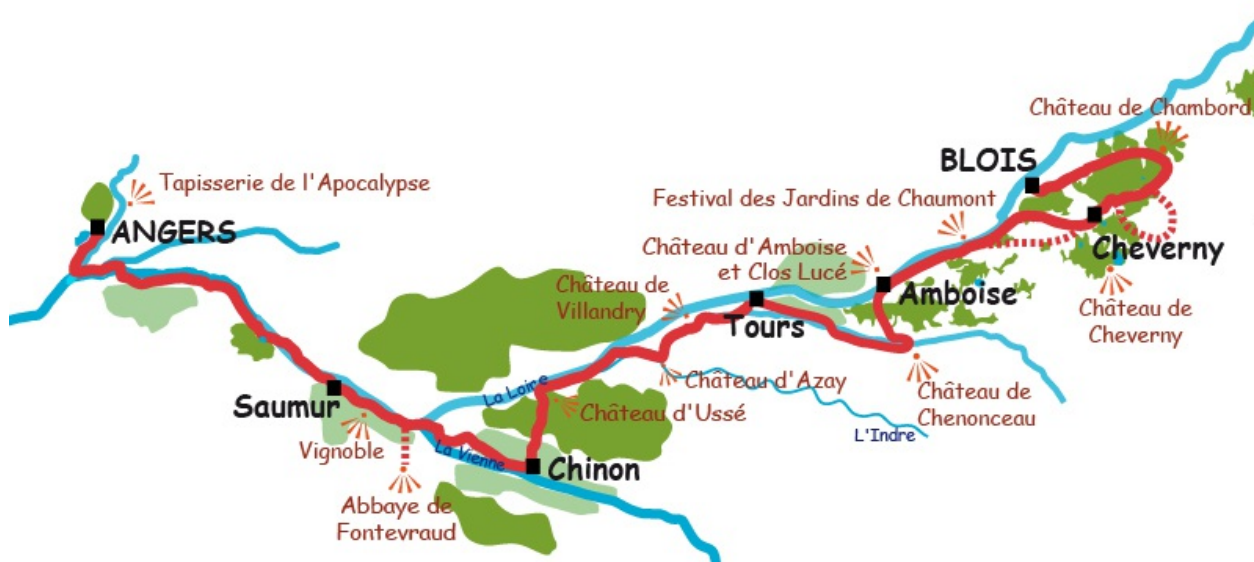 Château de Chambord
BLOIS
Tapisserie de l'Apocalypse
Festival des Jardins de Chaumont
ANGERS
Château d'Amboise
et Clos Lucé
Cheverny
Château de
Villandry
Amboise
Château de
Cheverny
Tours
La Loire
Château d'Azay
Château de
Chenonceau
Saumur
Château d'Ussé
L'Indre
Vignoble
La Vienne
Chinon
Abbaye de
Fontevraud